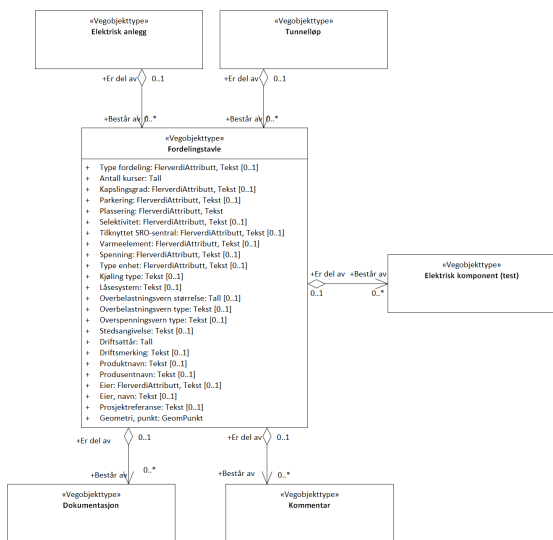 «Vegobjekttype»
Elektrisk anlegg
«Vegobjekttype»
Tunnelløp
+Er del av 0..1
+Er del av 0..1
+Består av 0..*
+Består av 0..*
«Vegobjekttype»
Fordelingstavle
+ Type fordeling: FlerverdiAttributt, Tekst [0..1]
+ Antall kurser: Tall
+ Kapslingsgrad: FlerverdiAttributt, Tekst [0..1]
+ Parkering: FlerverdiAttributt, Tekst [0..1]
+ Plassering: FlerverdiAttributt, Tekst
+ Selektivitet: FlerverdiAttributt, Tekst [0..1]
+ Tilknyttet SRO-sentral: FlerverdiAttributt, Tekst [0..1]
+ Varmeelement: FlerverdiAttributt, Tekst [0..1]
+ Spenning: FlerverdiAttributt, Tekst [0..1]
+ Type enhet: FlerverdiAttributt, Tekst [0..1]
+ Kjøling type: Tekst [0..1]
+ Låsesystem: Tekst [0..1]
+ Overbelastningsvern størrelse: Tall [0..1]
+ Overbelastningsvern type: Tekst [0..1]
+ Overspenningsvern type: Tekst [0..1]
+ Stedsangivelse: Tekst [0..1]
+ Driftsattår: Tall
+ Driftsmerking: Tekst [0..1]
+ Produktnavn: Tekst [0..1]
+ Produsentnavn: Tekst [0..1]
+ Eier: FlerverdiAttributt, Tekst [0..1]
+ Eier, navn: Tekst [0..1]
+ Prosjektreferanse: Tekst [0..1]
+ Geometri, punkt: GeomPunkt
+Er del av +Består av
0..1 0..*
«Vegobjekttype»
Elektrisk komponent (test)
+Er del av 0..1
+Er del av 0..1
+Består av 0..*
+Består av 0..*
«Vegobjekttype»
Dokumentasjon
«Vegobjekttype»
Kommentar